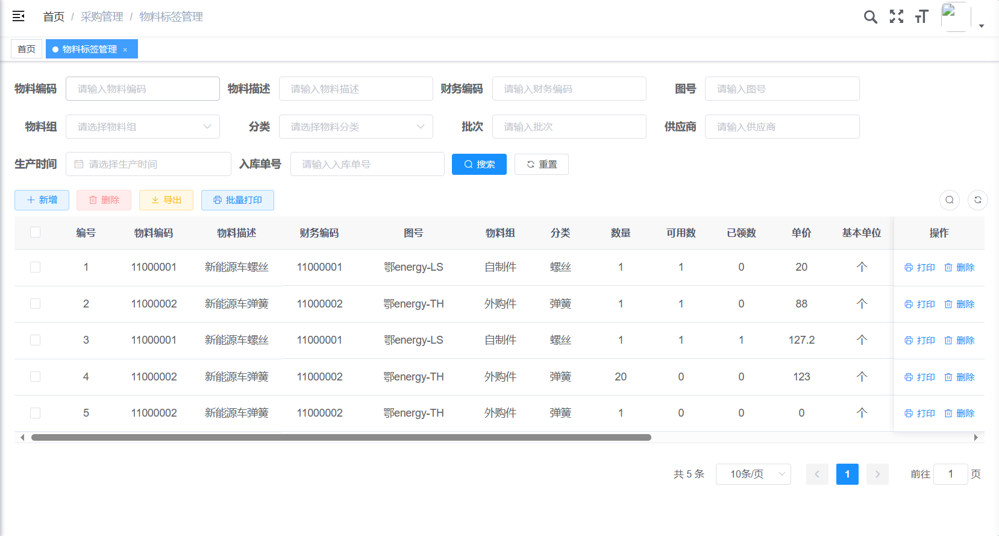 首页 / 采购管理 / 物料标签管理
首页 物料标签管理 ×
物料编码 请输入物料编码 物料描述 请输入物料描述 财务编码 请输入财务编码 图号 请输入图号
物料组 请选择物料组 分类 请选择物料分类 批次 请输入批次 供应商 请输入供应商
生产时间 请选择生产时间 入库单号 请输入入库单号 搜索 重置
新增 删除 导出 批量打印
编号 物料编码 物料描述 财务编码 图号 物料组 分类 数量 可用数 已领数 单价 基本单位 操作
1 11000001 新能源车螺丝 11000001 鄂energy-LS 自制件 螺丝 1 1 0 20 个 打印 删除
2 11000002 新能源车弹簧 11000002 鄂energy-TH 外购件 弹簧 1 1 0 88 个 打印 删除
3 11000001 新能源车螺丝 11000001 鄂energy-LS 自制件 螺丝 1 1 1 127.2 个 打印 删除
4 11000002 新能源车弹簧 11000002 鄂energy-TH 外购件 弹簧 20 0 0 123 个 打印 删除
5 11000002 新能源车弹簧 11000002 鄂energy-TH 外购件 弹簧 1 0 0 0 个 打印 删除
共 5 条 10条/页 1 前往 1 页